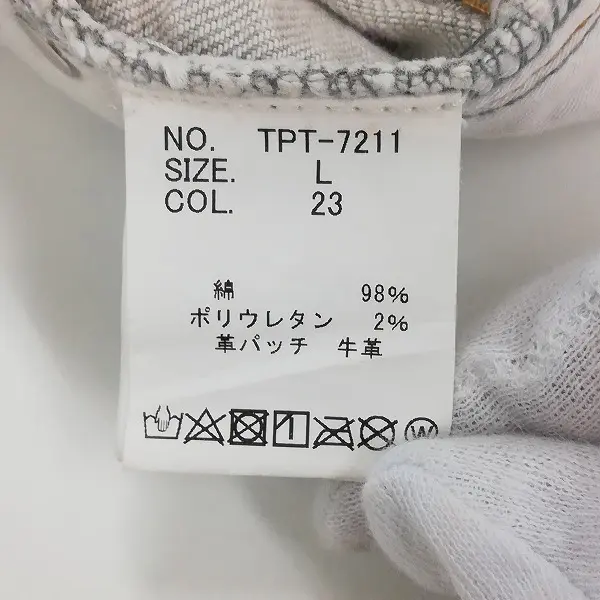 NO. TPT-7211
SIZE. L
COL. 23
綿 98%
ポリウレタン 2%
革パッチ 牛革
W